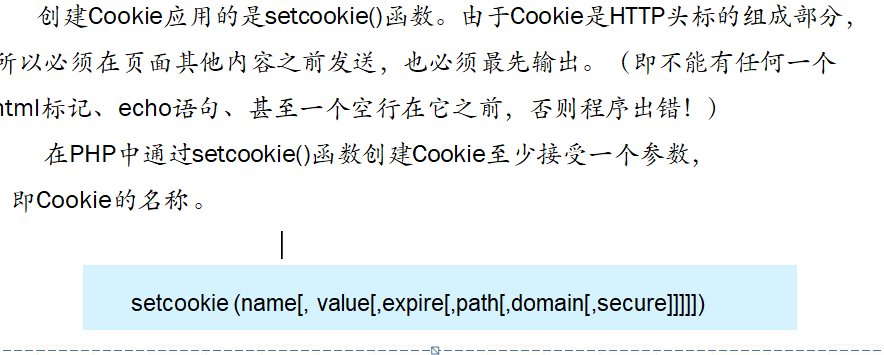 创建Cookie应用的是setcookie()函数。由于Cookie是HTTP头标的组成部分，
所以必须在页面其他内容之前发送，也必须最先输出。（即不能有任何一个
html标记、echo语句、甚至一个空行在它之前，否则程序出错！）
在PHP中通过setcookie()函数创建Cookie至少接受一个参数，
即Cookie的名称。
setcookie (name[, value[,expire[,path[,domain[,secure]]]]])